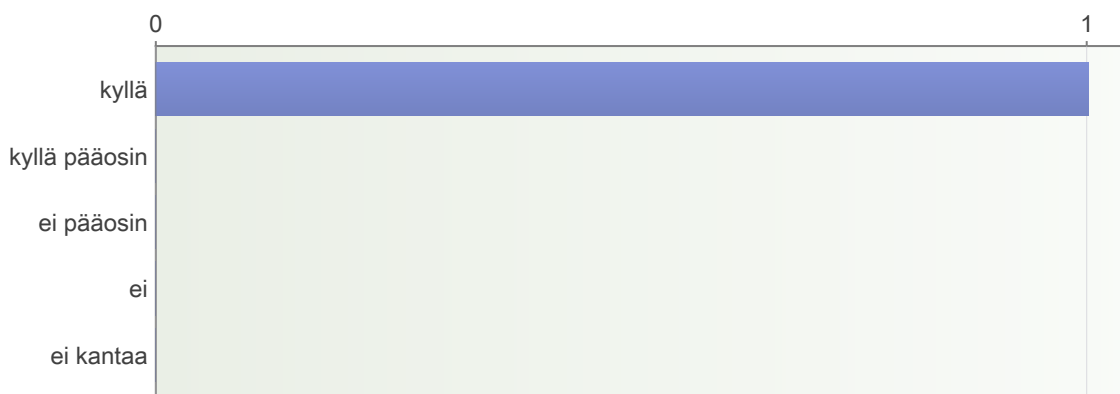 0 1
kyllä
kyllä pääosin
ei pääosin
ei
ei kantaa